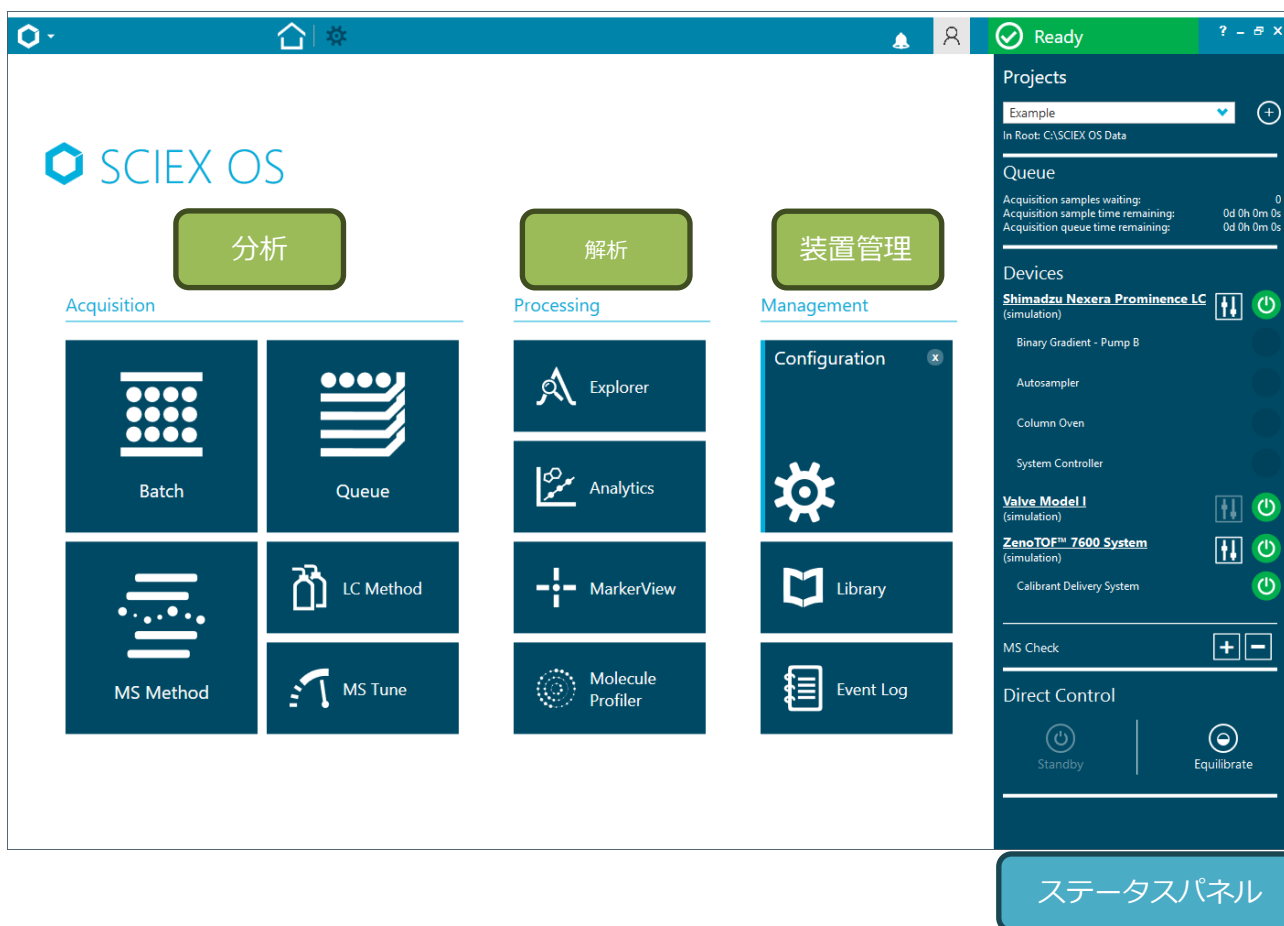 Ready
? – x
SCIEX OS
分析
解析
装置管理
Acquisition
Processing
Management
Batch
Queue
MS Method
LC Method
MS Tune
Explorer
Analytics
MarkerView
Molecule
Profiler
Configuration
x
Library
Event Log
Projects
Example
In Root: C:\SCIEX OS Data
Queue
Acquisition samples waiting: 0
Acquisition sample time remaining: 0d 0h 0m 0s
Acquisition queue time remaining: 0d 0h 0m 0s
Devices
Shimadzu Nexera Prominence LC
(simulation)
Binary Gradient - Pump B
Autosampler
Column Oven
System Controller
Valve Model I
(simulation)
ZenoTOF™ 7600 System
(simulation)
Calibrant Delivery System
MS Check
Direct Control
Standby
Equilibrate
ステータスパネル